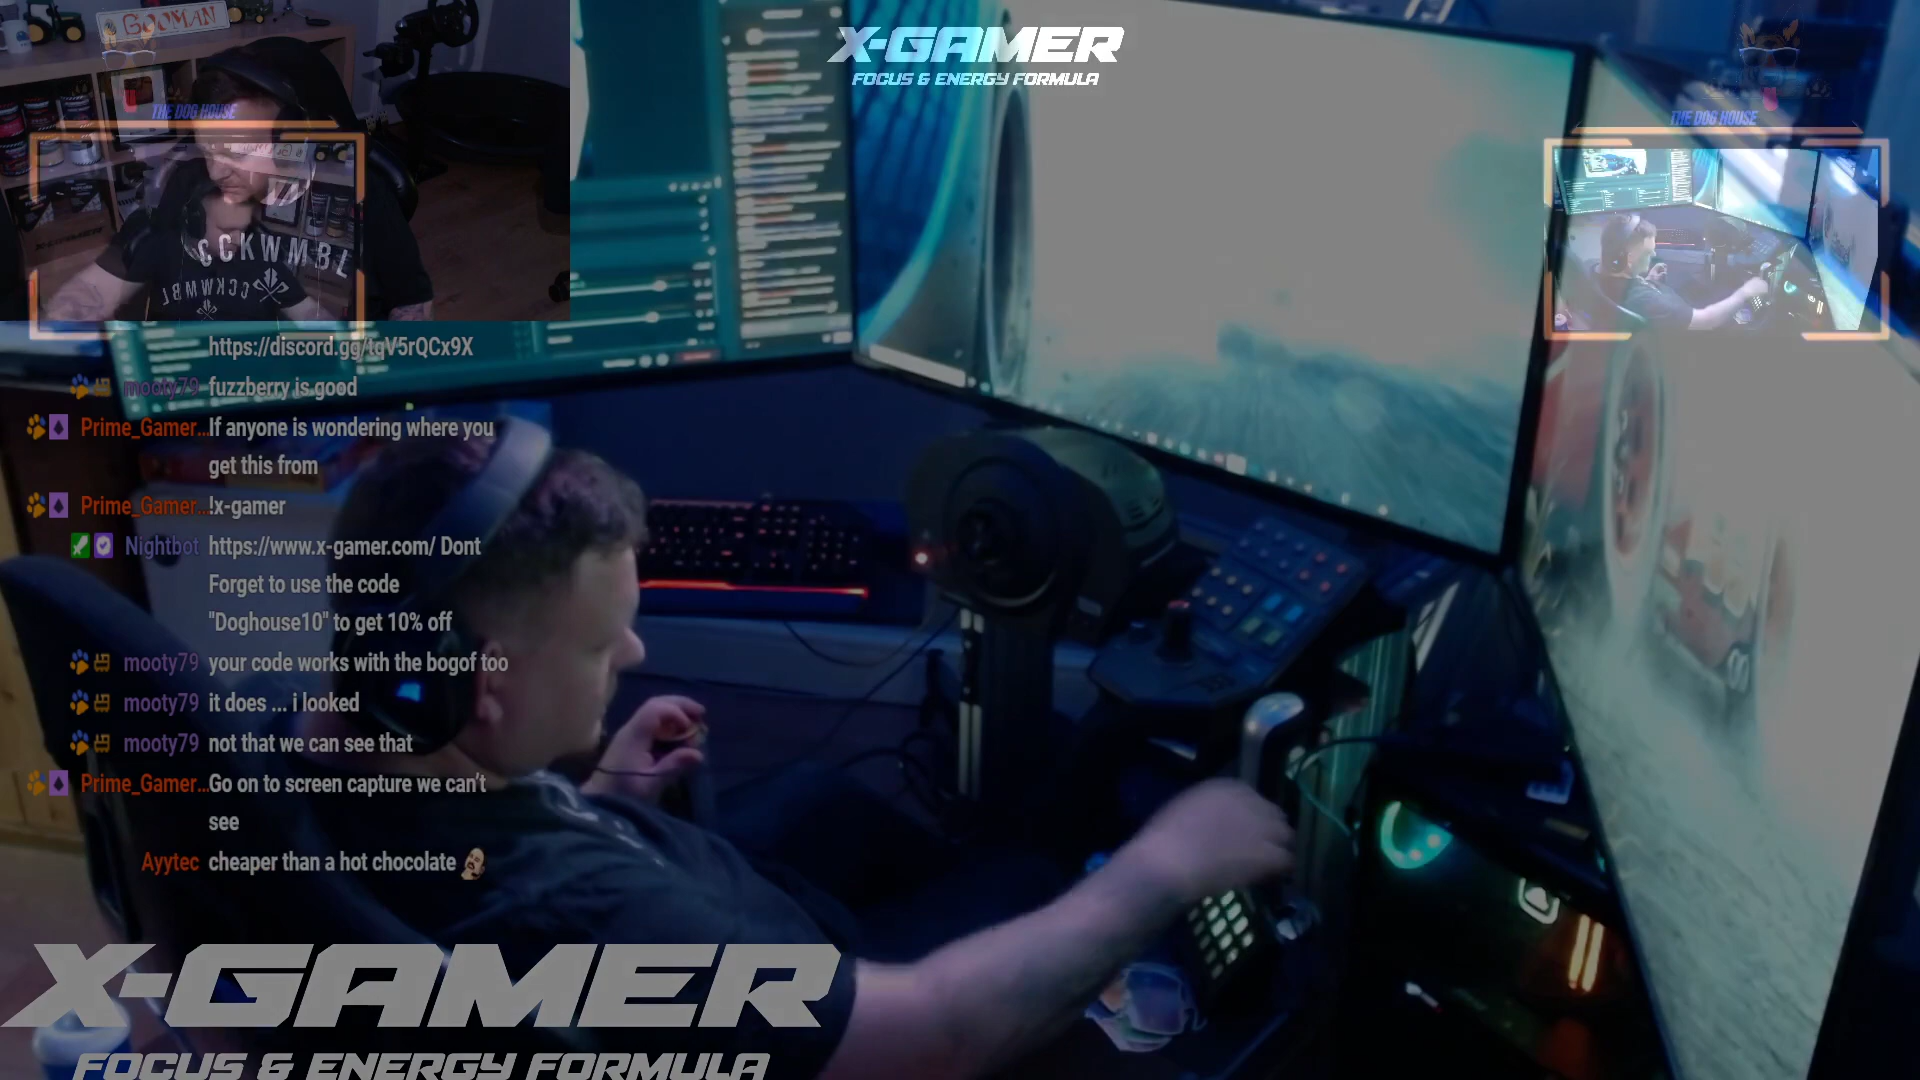 GOOMAN
THE DOG HOUSE
CCKWMBL
X-GAMER
FOCUS & ENERGY FORMULA
THE DOG HOUSE
https://discord.gg/tqV5rQCx9X
mooty79 fuzzberry is good
Prime_Gamer... If anyone is wondering where you
get this from
Prime_Gamer... !x-gamer
Nightbot https://www.x-gamer.com/ Dont
Forget to use the code
"Doghouse10" to get 10% off
mooty79 your code works with the bogof too
mooty79 it does ... i looked
mooty79 not that we can see that
Prime_Gamer... Go on to screen capture we can't
see
Ayytec cheaper than a hot chocolate
X-GAMER
FOCUS & ENERGY FORMULA